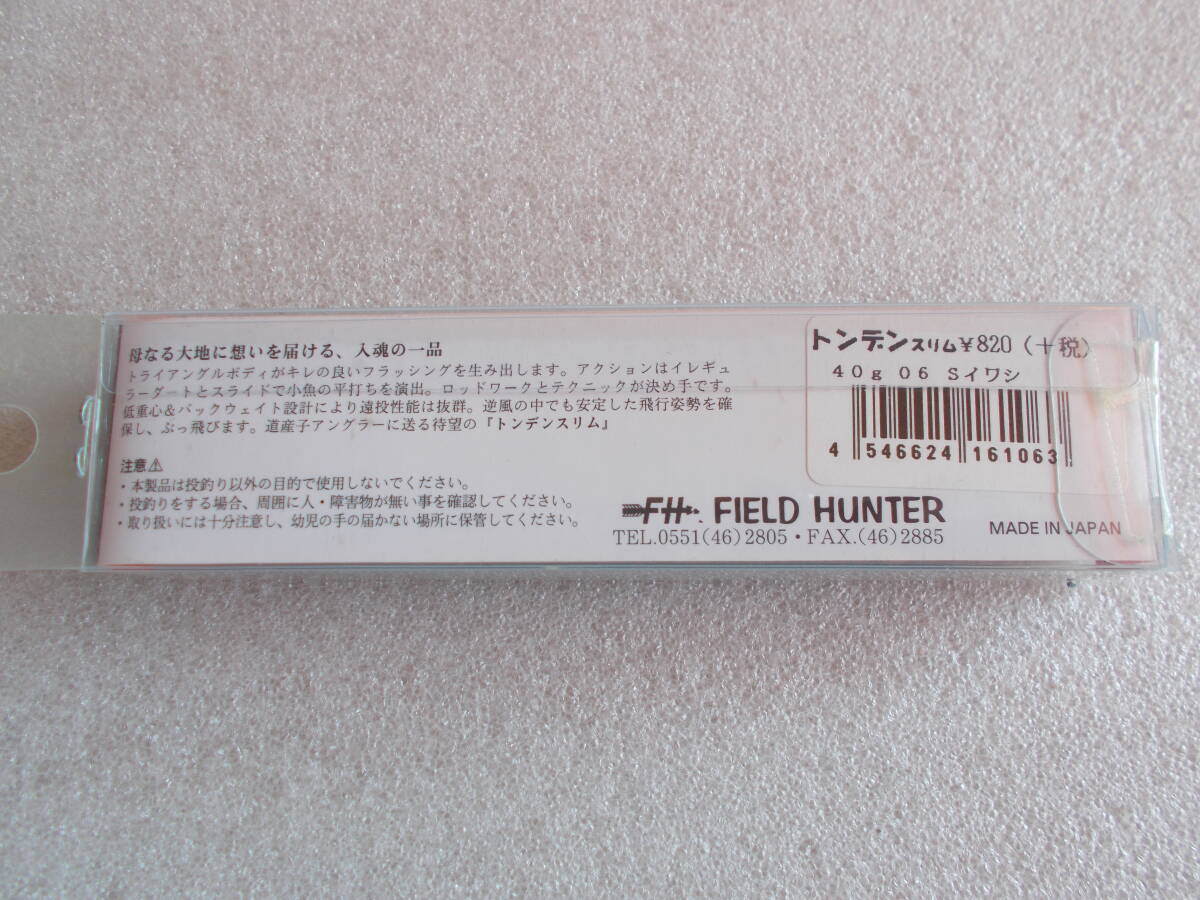 母なる大地に想いを届ける、入魂の一品
トライアングルボディがキレの良いフラッシングを生み出します。アクションはイレギュ
ラーダートとスライドで小魚の平打ちを演出。ロッドワークとテクニックが決め手です。
低重心&バックウェイト設計により遠投性能は抜群。逆風の中でも安定した飛行姿勢を確
保し、ぶっ飛びます。道産子アングラーに送る待望の『トンデンスリム』
注意⚠
・本製品は投釣り以外の目的で使用しないでください。
・投釣りをする場合、周囲に人・障害物が無い事を確認してください。
・取り扱いには十分注意し、幼児の手の届かない場所に保管してください。
トンデンスリム¥820(+税)
40g 06 Sイワシ
4 546624 161063
FH FIELD HUNTER
TEL.0551(46)2805・FAX.(46)2885
MADE IN JAPAN